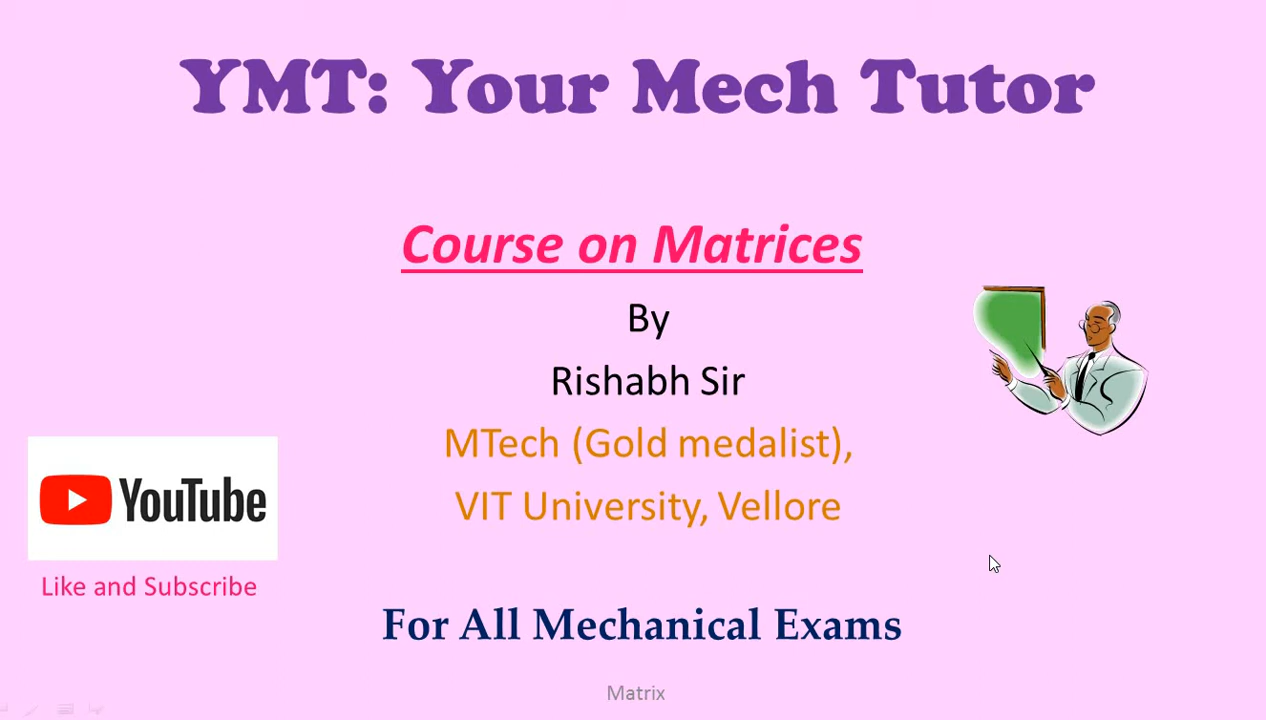 YMT: Your Mech Tutor
Course on Matrices
By
Rishabh Sir
MTech (Gold medalist),
VIT University, Vellore
YouTube
Like and Subscribe
For All Mechanical Exams
Matrix